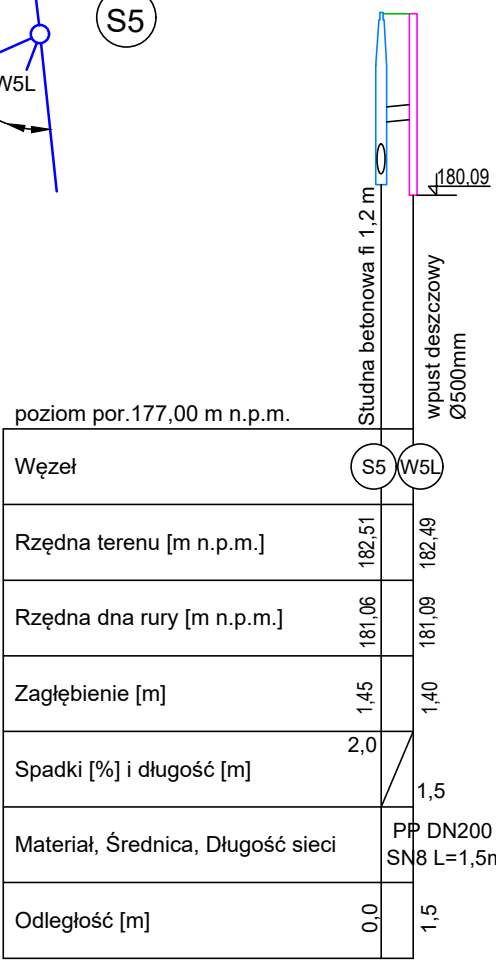 S5
W5L
180,09
Studna betonowa fi 1,2 m
wpust deszczowy
Ø500mm
poziom por.177,00 m n.p.m.
Węzeł
S5
W5L
Rzędna terenu [m n.p.m.]
182,51
182,49
Rzędna dna rury [m n.p.m.]
181,06
181,09
Zagłębienie [m]
1,45
1,40
Spadki [%] i długość [m]
2,0
1,5
Materiał, Średnica, Długość sieci
PP DN200
SN8 L=1,5m
Odległość [m]
0,0
1,5